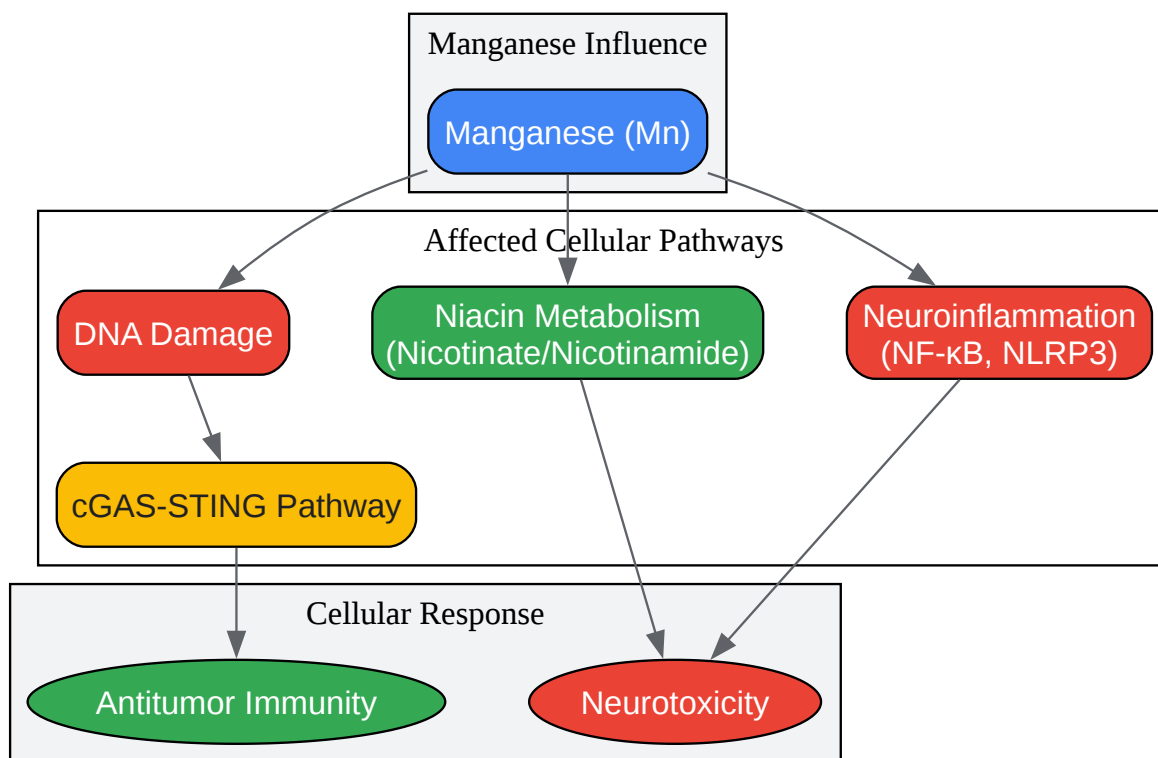 Manganese Influence
Manganese (Mn)
Affected Cellular Pathways
DNA Damage
Niacin Metabolism
(Nicotinate/Nicotinamide)
Neuroinflammation
(NF-κB, NLRP3)
cGAS-STING Pathway
Cellular Response
Antitumor Immunity
Neurotoxicity